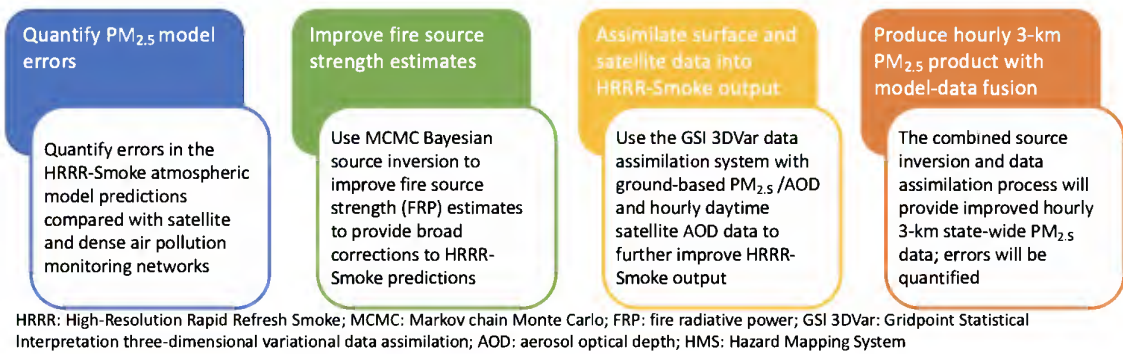 Quantify PM2.5 model
errors
Quantify errors in the
HRRR-Smoke atmospheric
model predictions
compared with satellite
and dense air pollution
monitoring networks
Improve fire source
strength estimates
Use MCMC Bayesian
source inversion to
improve fire source
strength (FRP) estimates
to provide broad
corrections to HRRR-
Smoke predictions
Assimilate surface and
satellite data into
HRRR-Smoke output
Use the GSI 3DVar data
assimilation system with
ground-based PM2.5 /AOD
and hourly daytime
satellite AOD data to
further improve HRRR-
Smoke output
Produce hourly 3-km
PM2.5 product with
model-data fusion
The combined source
inversion and data
assimilation process will
provide improved hourly
3-km state-wide PM2.5
data; errors will be
quantified
HRRR: High-Resolution Rapid Refresh Smoke; MCMC: Markov chain Monte Carlo; FRP: fire radiative power; GSI 3DVar: Gridpoint Statistical
Interpretation three-dimensional variational data assimilation; AOD: aerosol optical depth; HMS: Hazard Mapping System